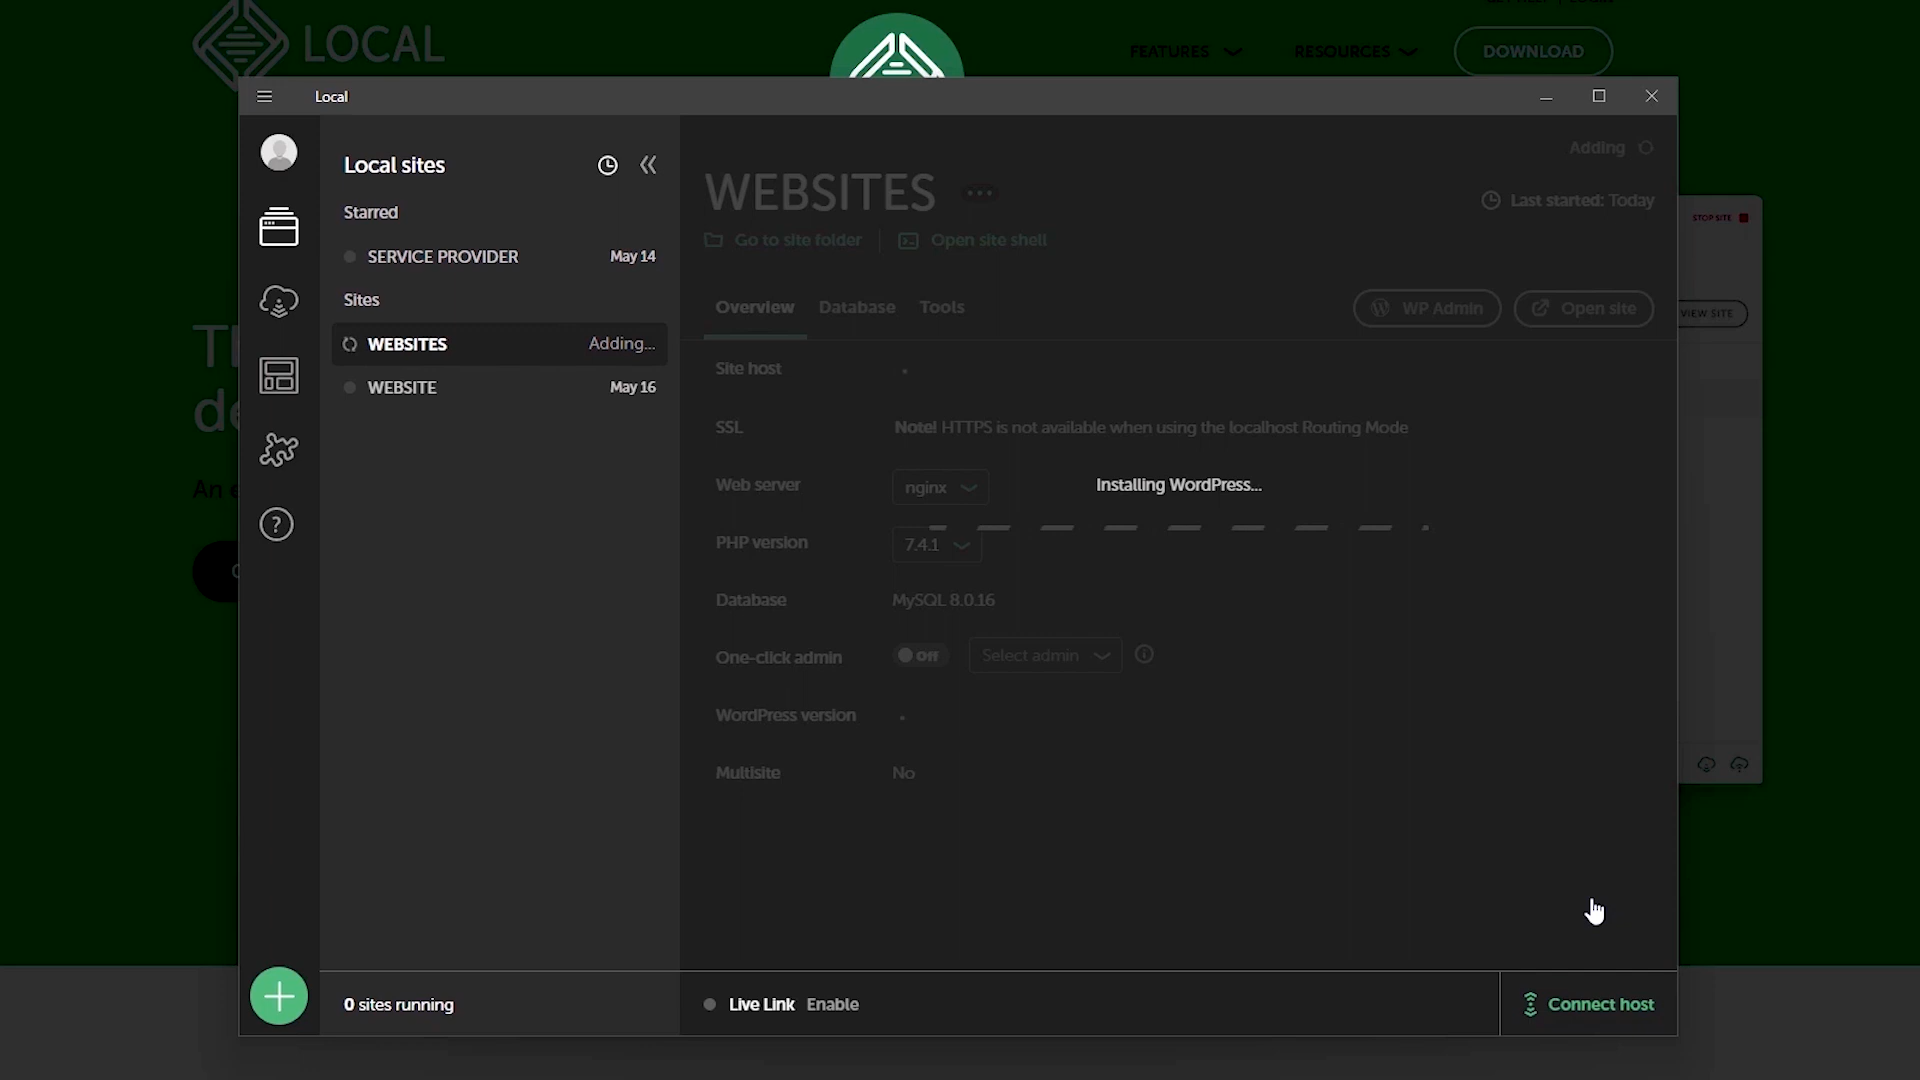 LOCAL
FEATURES
RESOURCES
DOWNLOAD
Local
Local sites
Starred
SERVICE PROVIDER May 14
Sites
WEBSITES Adding...
WEBSITE May 16
0 sites running
Adding
WEBSITES
Last started: Today
Go to site folder
Open site shell
Overview Database Tools
WP Admin
Open site
Site host
SSL Note! HTTPS is not available when using the localhost Routing Mode
Web server nginx
Installing WordPress...
PHP version 7.4.1
Database MySQL 8.0.16
One-click admin Off Select admin
WordPress version
Multisite No
Live Link Enable
Connect host
STOP SITE
VIEW SITE